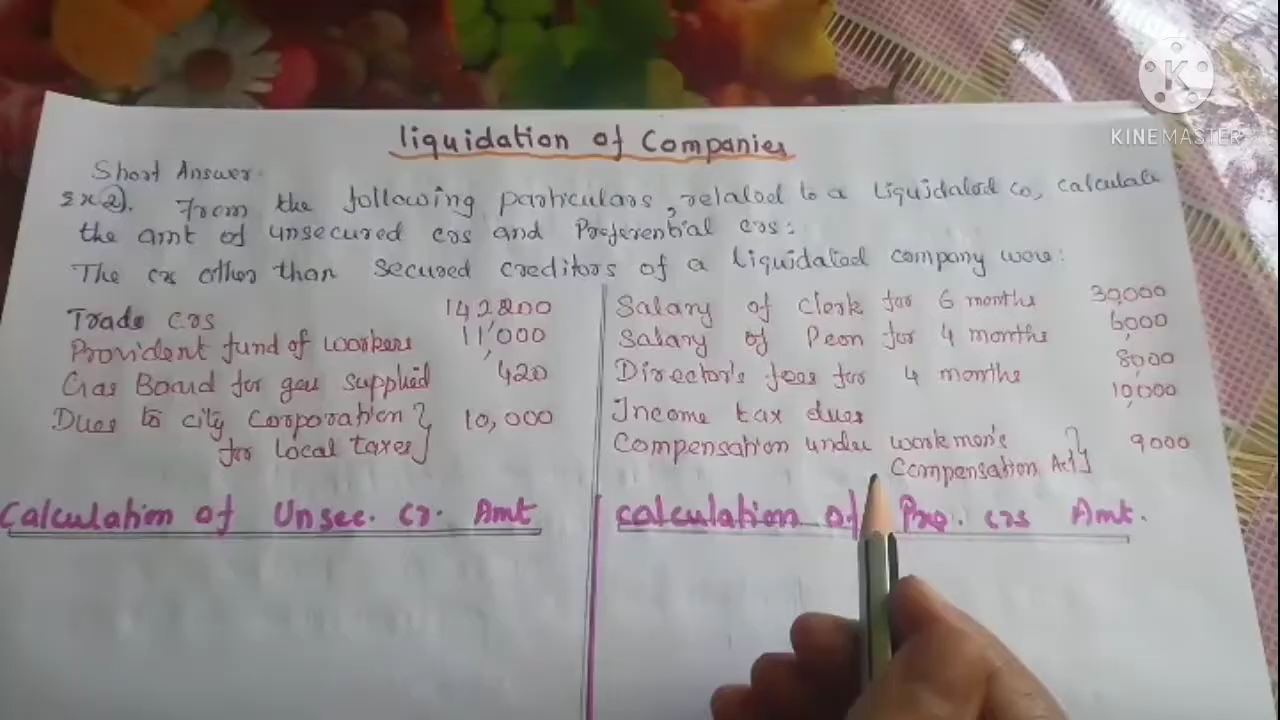 KINEMASTER
liquidation of Companies
Short Answer.
Ex 2). From the following particulars, related to a liquidated co, calculate
the amt of unsecured crs and Preferential crs:
The crs other than secured creditors of a liquidated company were:
Trade crs 142200
Provident fund of workers 11,000
Gas Board for gas supplied 420
Dues to city Corporation } 10,000
for local taxes
Salary of Clerk for 6 months 30,000
Salary of Peon for 4 months 6,000
Director's fees for 4 months 8000
Income tax dues 10,000
Compensation under workmen's } 9000
Compensation Act
Calculation of Unsec. Cr. Amt
calculation of Pre. crs Amt.